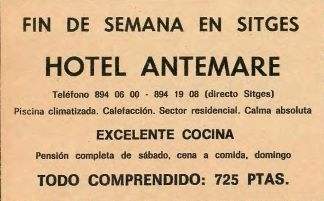 FIN DE SEMANA EN SITGES
HOTEL ANTEMARE
Teléfono 894 06 00 - 894 19 08 (directo Sitges)
Piscina climatizada. Calefacción. Sector residencial. Calma absoluta
EXCELENTE COCINA
Pensión completa de sábado, cena a comida, domingo
TODO COMPRENDIDO: 725 PTAS.